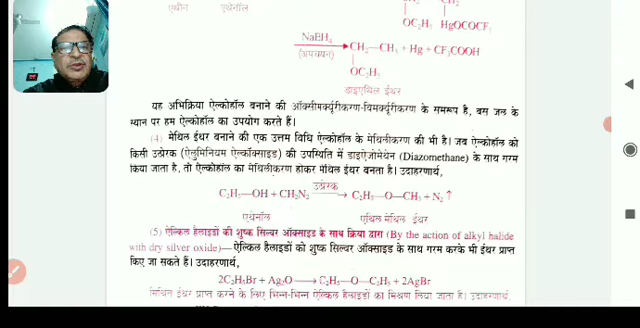 एथीन एथेनॉल
CH₂ CH₂
OC₂H₅ HgOCOCF₃
NaBH₄
(अपचयन) → CH₂—CH₃ + Hg + CF₃COOH
OC₂H₅
डाइएथिल ईथर
यह अभिक्रिया ऐल्कोहॉल बनाने की ऑक्सीमर्क्यूरीकरण-विमर्क्यूरीकरण के समरूप है, बस जल के
स्थान पर हम ऐल्कोहॉल का उपयोग करते हैं।
(4) मेथिल ईथर बनाने की एक उत्तम विधि ऐल्कोहॉल के मेथिलीकरण की भी है। जब ऐल्कोहॉल को
किसी उत्प्रेरक (ऐलुमिनियम ऐल्कॉक्साइड) की उपस्थिति में डाइऐजोमेथेन (Diazomethane) के साथ गरम
किया जाता है, तो ऐल्कोहॉल का मेथिलीकरण होकर मेथिल ईथर बनता है। उदाहरणार्थ,
C₂H₅—OH + CH₂N₂ उत्प्रेरक → C₂H₅—O—CH₃ + N₂ ↑
एथेनॉल एथिल मेथिल ईथर
(5) ऐल्किल हैलाइडों की शुष्क सिल्वर ऑक्साइड के साथ क्रिया द्वारा (By the action of alkyl halide
with dry silver oxide)—ऐल्किल हैलाइडों को शुष्क सिल्वर ऑक्साइड के साथ गरम करके भी ईथर प्राप्त
किए जा सकते हैं। उदाहरणार्थ,
2C₂H₅Br + Ag₂O → C₂H₅—O—C₂H₅ + 2AgBr
मिश्रित ईथर प्राप्त करने के लिए भिन्न-भिन्न ऐल्किल हैलाइडों का मिश्रण लिया जाता है। उदाहरणार्थ,